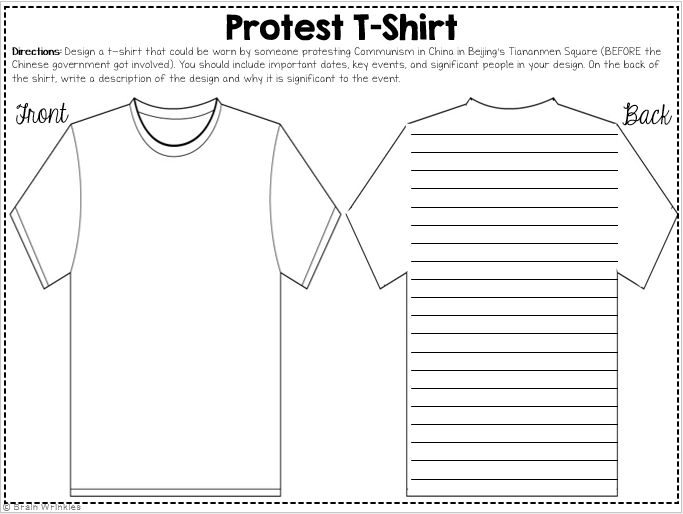 Protest T-Shirt
Directions: Design a t-shirt that could be worn by someone protesting Communism in China in Beijing's Tiananmen Square (BEFORE the
Chinese government got involved). You should include important dates, key events, and significant people in your design. On the back of
the shirt, write a description of the design and why it is significant to the event.
Front
Back
© Brain Wrinkles